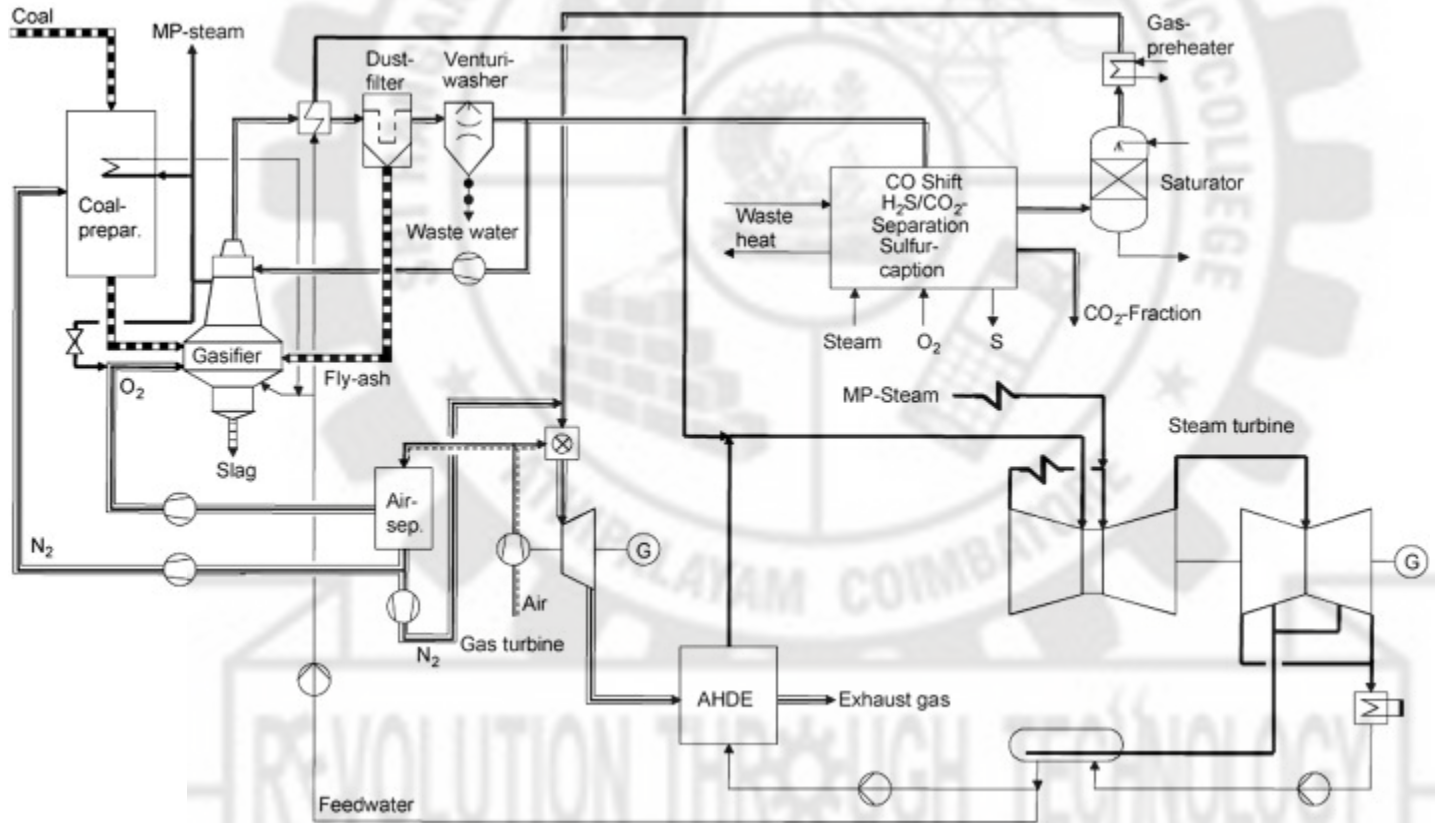 Coal
MP-steam
Dust-
filter
Venturi-
washer
Gas-
preheater
Coal-
prepar.
Waste water
CO Shift
H₂S/CO₂-
Separation
Sulfur-
caption
Waste
heat
Saturator
Steam
O₂
S
CO₂-Fraction
Gasifier
O₂
Fly-ash
Slag
MP-Steam
Steam turbine
Air-
sep.
N₂
G
G
Air
Gas turbine
N₂
AHDE
Exhaust gas
Feedwater
COLLEGE
ATHAPPALAYAM COIMBATORE
REVOLUTION THROUGH TECHNOLOGY